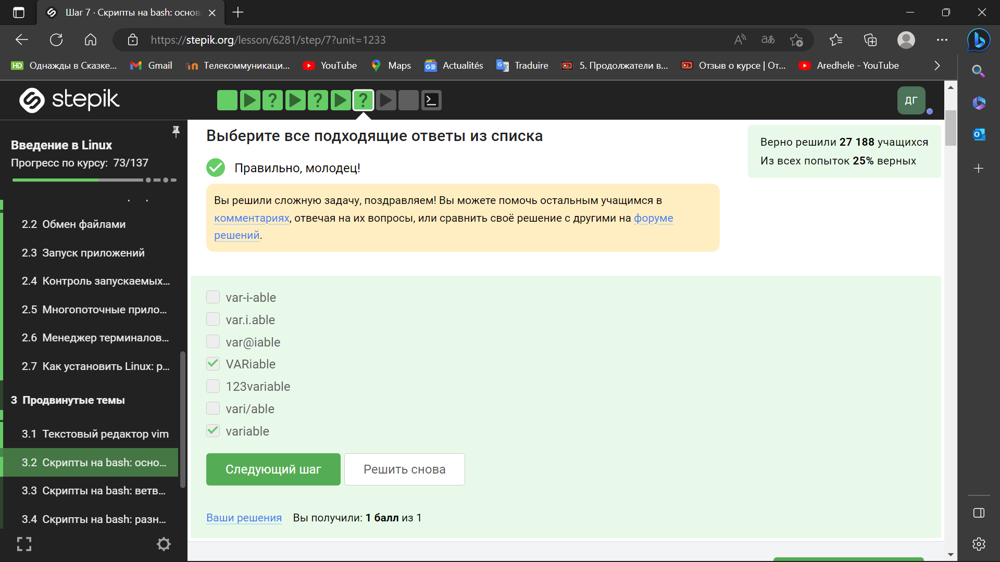 Шаг 7 · Скрипты на bash: основ
https://stepik.org/lesson/6281/step/7?unit=1233
Однажды в Сказке...
Gmail
Телекоммуникаци...
YouTube
Maps
Actualités
Traduire
5. Продолжатели в...
Отзыв о курсе | От...
Aredhele - YouTube
stepik
ДГ
Введение в Linux
Прогресс по курсу: 73/137
2.2 Обмен файлами
2.3 Запуск приложений
2.4 Контроль запускаемых...
2.5 Многопоточные прило...
2.6 Менеджер терминалов...
2.7 Как установить Linux: р...
3 Продвинутые темы
3.1 Текстовый редактор vim
3.2 Скрипты на bash: осно...
3.3 Скрипты на bash: ветв...
3.4 Скрипты на bash: разн...
Выберите все подходящие ответы из списка
Правильно, молодец!
Вы решили сложную задачу, поздравляем! Вы можете помочь остальным учащимся в
комментариях, отвечая на их вопросы, или сравнить своё решение с другими на форуме
решений.
Верно решили 27 188 учащихся
Из всех попыток 25% верных
var-i-able
var.i.able
var@iable
VARiable
123variable
vari/able
variable
Следующий шаг
Решить снова
Ваши решения Вы получили: 1 балл из 1